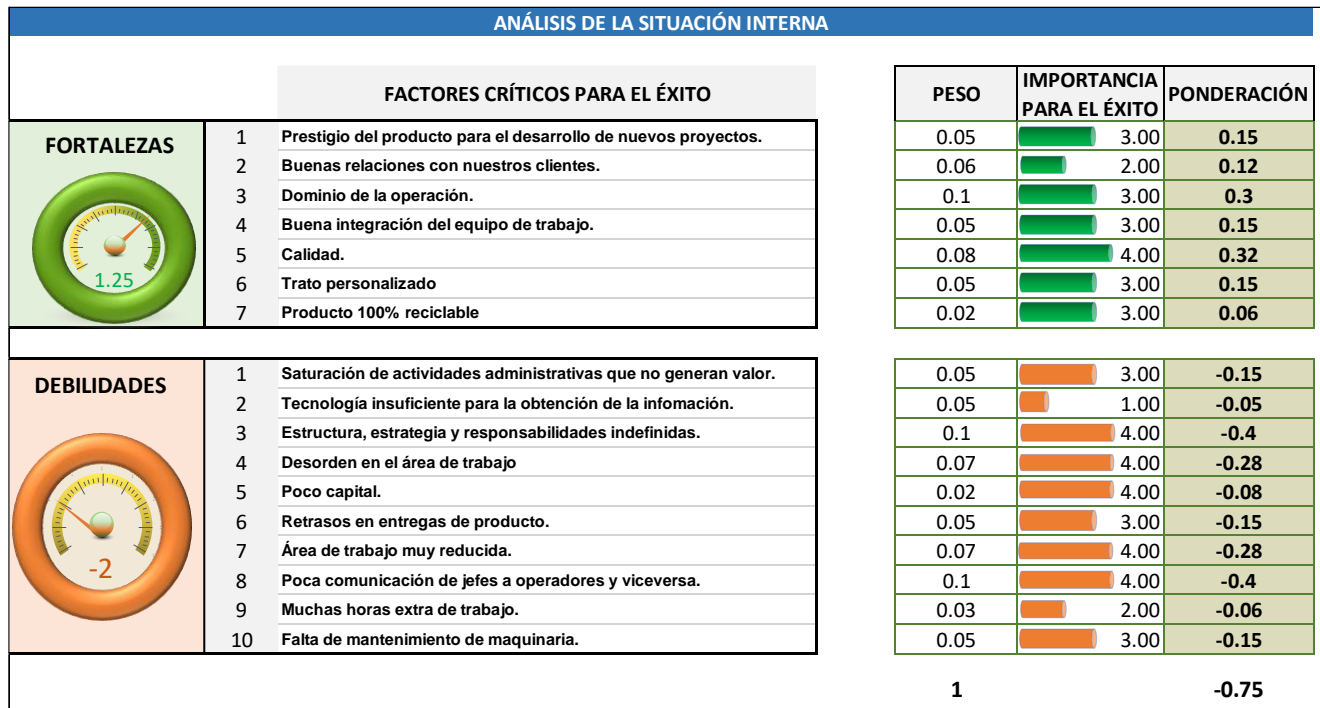 ANÁLISIS DE LA SITUACIÓN INTERNA
FACTORES CRÍTICOS PARA EL ÉXITO PESO IMPORTANCIA PARA EL ÉXITO PONDERACIÓN
FORTALEZAS
1 Prestigio del producto para el desarrollo de nuevos proyectos. 0.05 3.00 0.15
2 Buenas relaciones con nuestros clientes. 0.06 2.00 0.12
3 Dominio de la operación. 0.1 3.00 0.3
4 Buena integración del equipo de trabajo. 0.05 3.00 0.15
5 Calidad. 0.08 4.00 0.32
6 Trato personalizado 0.05 3.00 0.15
7 Producto 100% reciclable 0.02 3.00 0.06
1.25
DEBILIDADES
1 Saturación de actividades administrativas que no generan valor. 0.05 3.00 -0.15
2 Tecnología insuficiente para la obtención de la infomación. 0.05 1.00 -0.05
3 Estructura, estrategia y responsabilidades indefinidas. 0.1 4.00 -0.4
4 Desorden en el área de trabajo 0.07 4.00 -0.28
5 Poco capital. 0.02 4.00 -0.08
6 Retrasos en entregas de producto. 0.05 3.00 -0.15
7 Área de trabajo muy reducida. 0.07 4.00 -0.28
8 Poca comunicación de jefes a operadores y viceversa. 0.1 4.00 -0.4
9 Muchas horas extra de trabajo. 0.03 2.00 -0.06
10 Falta de mantenimiento de maquinaria. 0.05 3.00 -0.15
-2
1 -0.75